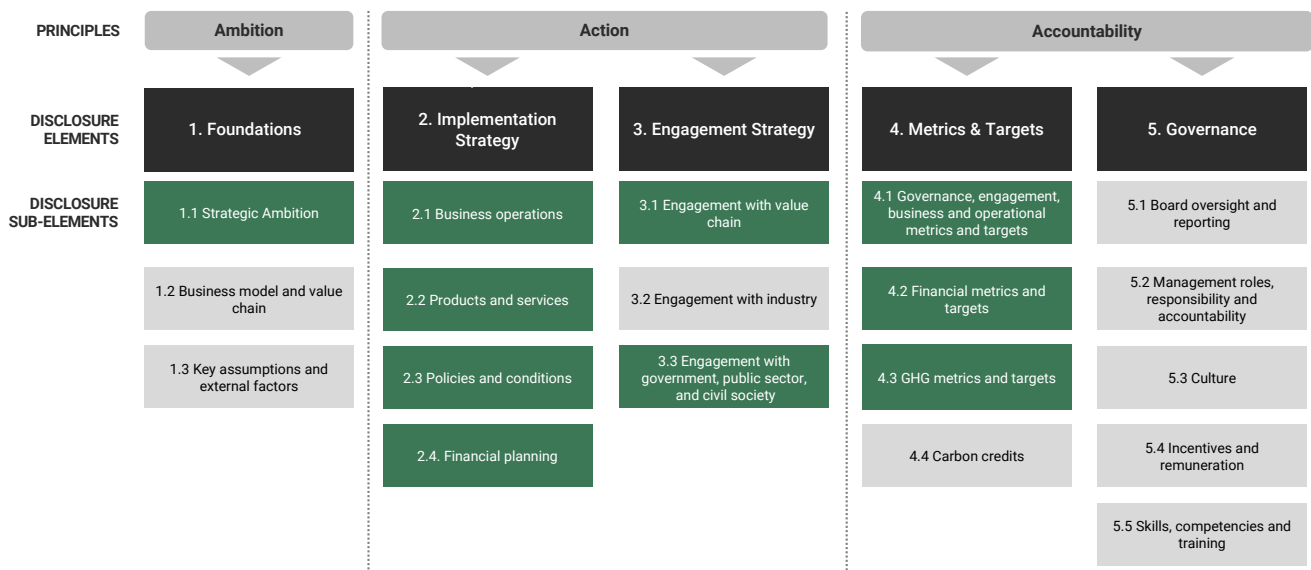 PRINCIPLES
Ambition
Action
Accountability
DISCLOSURE
ELEMENTS
1. Foundations
2. Implementation
Strategy
3. Engagement Strategy
4. Metrics & Targets
5. Governance
DISCLOSURE
SUB-ELEMENTS
1.1 Strategic Ambition
2.1 Business operations
3.1 Engagement with value
chain
4.1 Governance, engagement,
business and operational
metrics and targets
5.1 Board oversight and
reporting
1.2 Business model and value
chain
2.2 Products and services
3.2 Engagement with industry
4.2 Financial metrics and
targets
5.2 Management roles,
responsibility and
accountability
1.3 Key assumptions and
external factors
2.3 Policies and conditions
3.3 Engagement with
government, public sector,
and civil society
4.3 GHG metrics and targets
5.3 Culture
2.4. Financial planning
4.4 Carbon credits
5.4 Incentives and
remuneration
5.5 Skills, competencies and
training